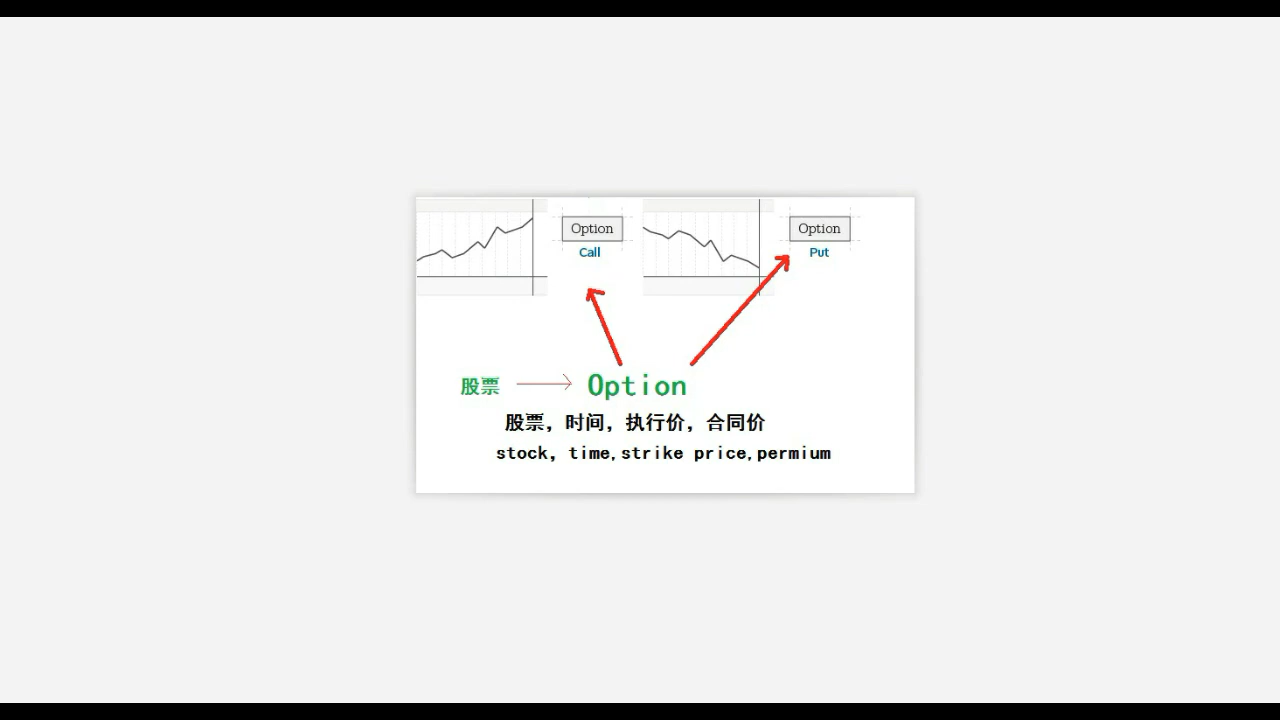 Option
Call
Option
Put
股票
Option
股票，时间，执行价，合同价
stock, time,strike price,permium